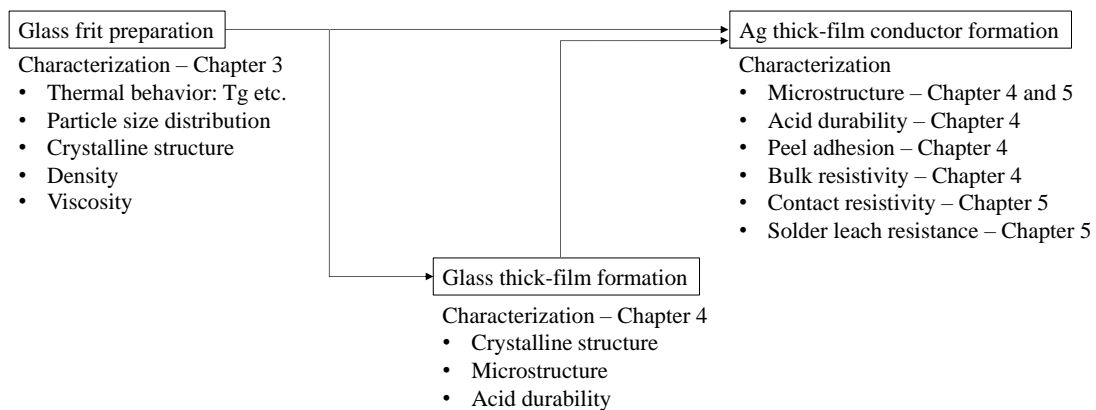 Glass frit preparation
Characterization – Chapter 3
• Thermal behavior: Tg etc.
• Particle size distribution
• Crystalline structure
• Density
• Viscosity
Glass thick-film formation
Characterization – Chapter 4
• Crystalline structure
• Microstructure
• Acid durability
Ag thick-film conductor formation
Characterization
• Microstructure – Chapter 4 and 5
• Acid durability – Chapter 4
• Peel adhesion – Chapter 4
• Bulk resistivity – Chapter 4
• Contact resistivity – Chapter 5
• Solder leach resistance – Chapter 5